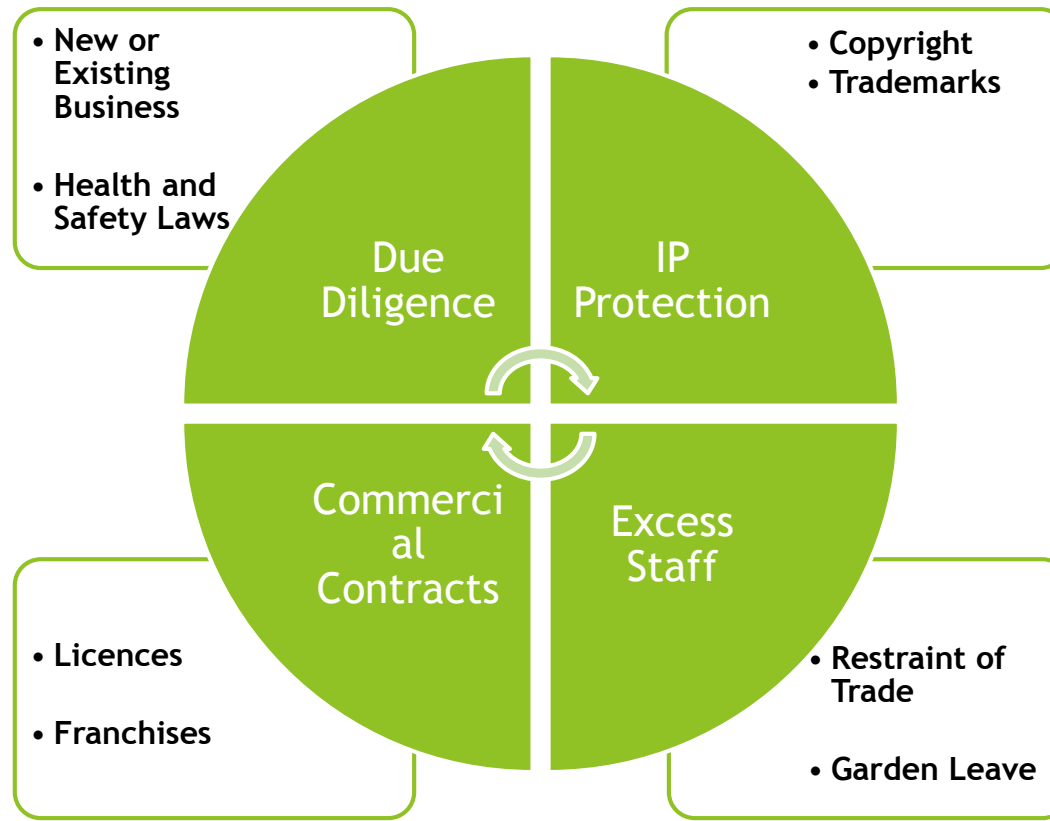 • New or
Existing
Business
• Health and
Safety Laws
• Copyright
• Trademarks
Due
Diligence
IP
Protection
Commerci
al
Contracts
Excess
Staff
• Licences
• Franchises
• Restraint of
Trade
• Garden Leave